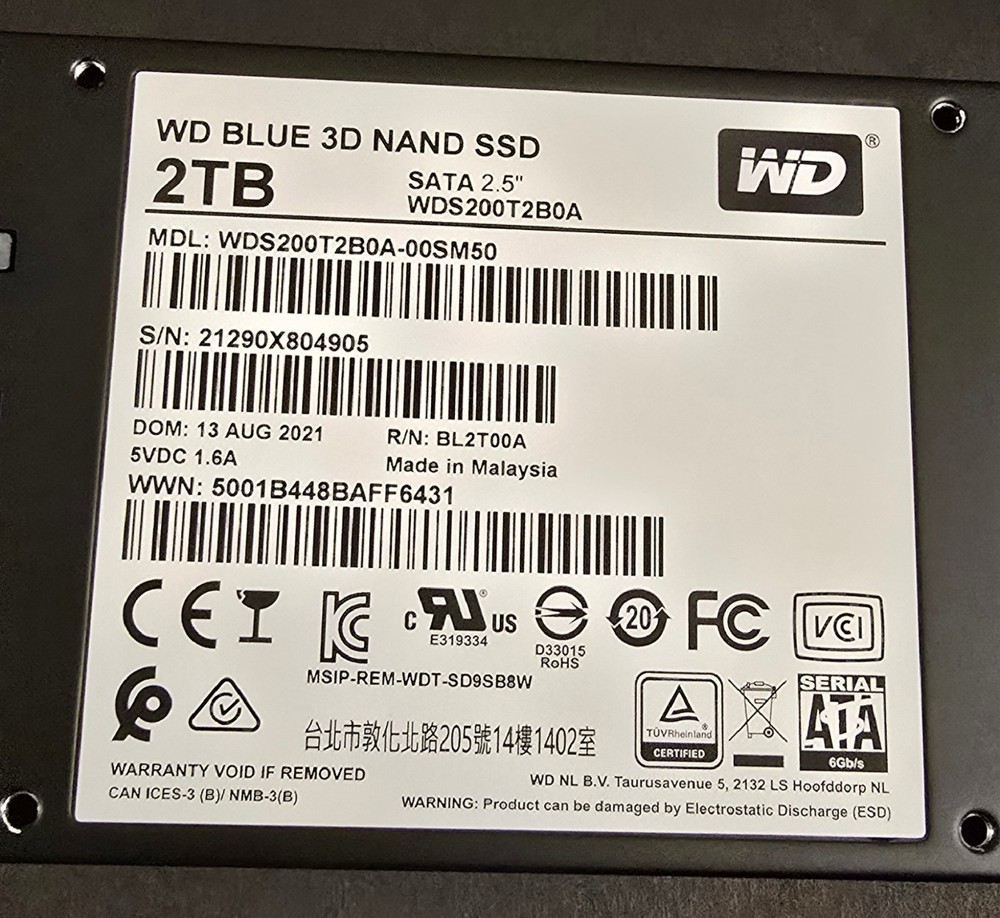 WD BLUE 3D NAND SSD
2TB
SATA 2.5"
WDS200T2B0A
WD®
MDL: WDS200T2B0A-00SM50
S/N: 21290X804905
DOM: 13 AUG 2021
R/N: BL2T00A
5VDC 1.6A
Made in Malaysia
WWN: 5001B448BAFF6431
CE
KC
c RU® US
E319334
D33015
RoHS
20
FC
VCI
MSIP-REM-WDT-SD9SB8W
台北市敦化北路205號14樓1402室
TÜVRheinland®
CERTIFIED
SERIAL
SATA
6Gb/s
WARRANTY VOID IF REMOVED
CAN ICES-3 (B)/ NMB-3(B)
WD NL B.V. Taurusavenue 5, 2132 LS Hoofddorp NL
WARNING: Product can be damaged by Electrostatic Discharge (ESD)